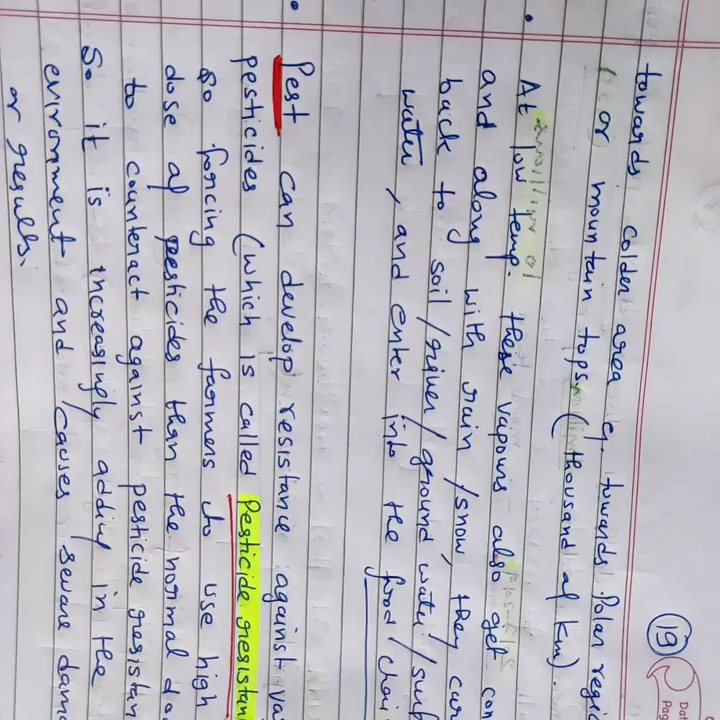 19
Dat
Pag
towards colder area eg. towards Polar regi
or mountain tops (thousand of Km).
At low temp. these vapours also get con
and along with rain/snow, they
back to soil/river/ground water/surf
water, and enter into the food chai
Pest can develop resistance against va
pesticides (which is called Pesticide resistan
so forcing the farmers to use high
dose of pesticides than the normal do
to counteract against pesticide resistan
So it is increasingly adding in the
environment and causes severe dama
or results.